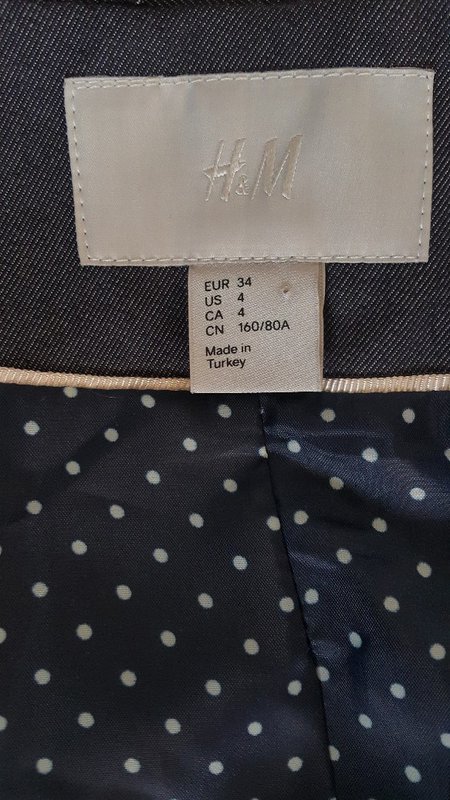 H&M
EUR 34
US 4
CA 4
CN 160/80A
Made in
Turkey